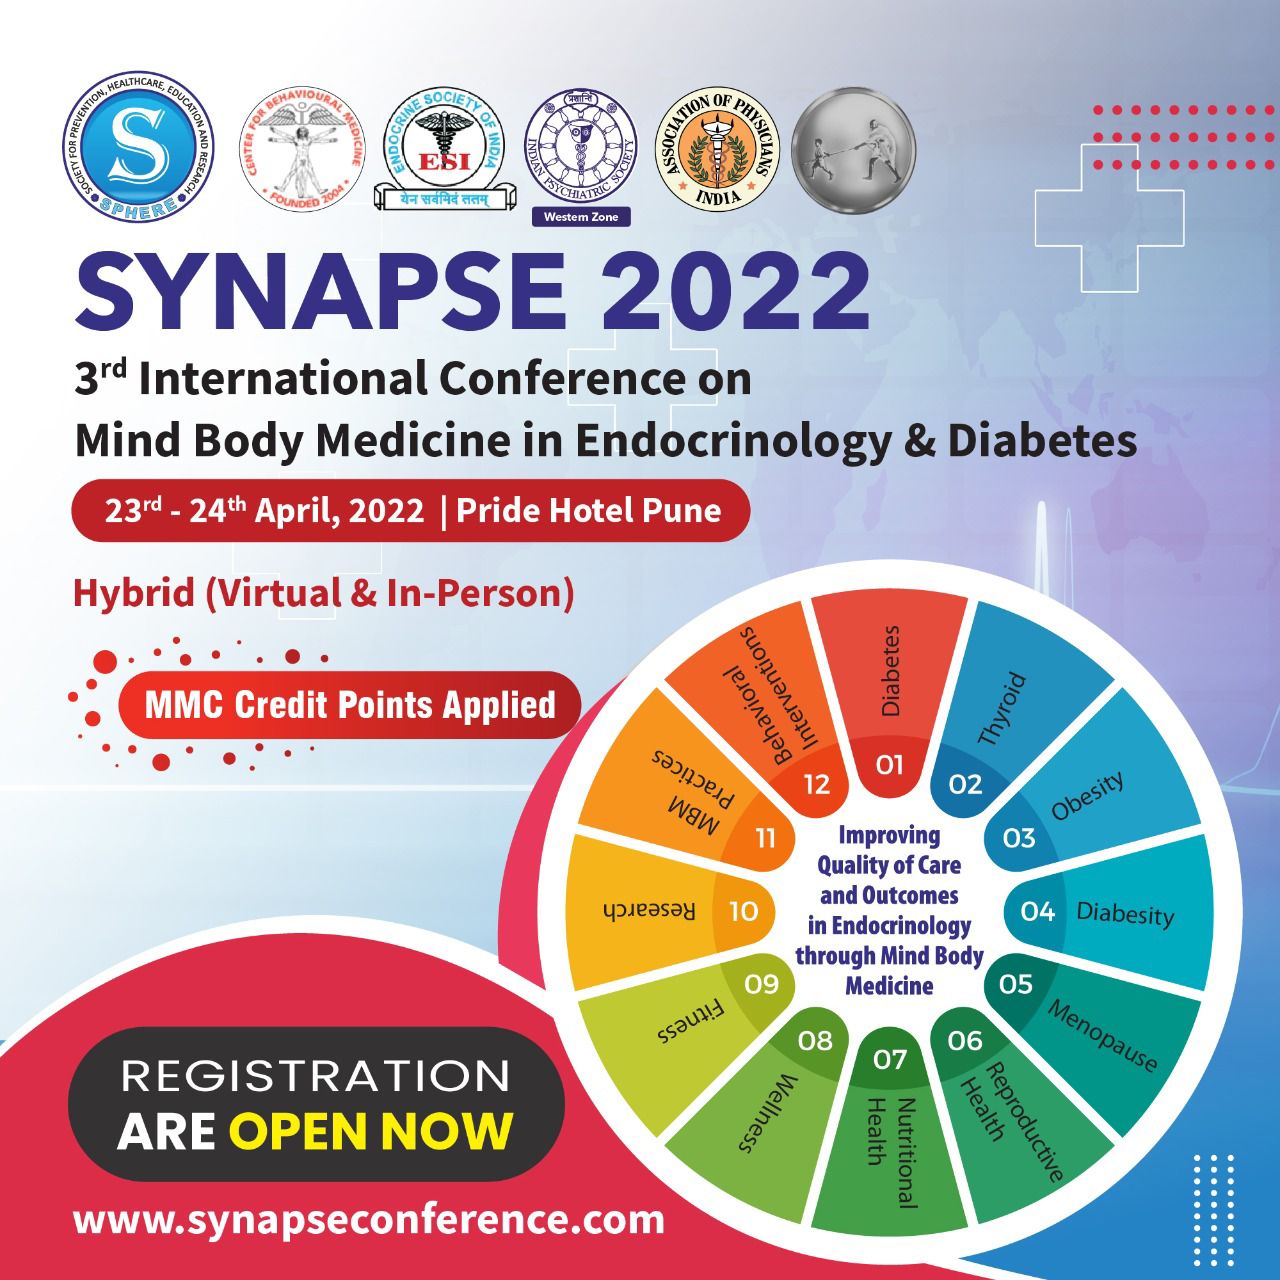 SOCIETY FOR PREVENTION, HEALTHCARE, EDUCATION AND RESEARCH
S
SPHERE
CENTER FOR BEHAVIOURAL MEDICINE
FOUNDED 2004
ENDOCRINE SOCIETY OF INDIA
ESI
येन सर्वमिदं ततम्
INDIAN PSYCHIATRIC SOCIETY
Western Zone
ASSOCIATION OF PHYSICIANS
INDIA
SYNAPSE 2022
3rd International Conference on
Mind Body Medicine in Endocrinology & Diabetes
23rd - 24th April, 2022 | Pride Hotel Pune
Hybrid (Virtual & In-Person)
MMC Credit Points Applied
01
Diabetes
02
Thyroid
03
Obesity
04
Diabesity
05
Menopause
06
Reproductive
Health
07
Nutritional
Health
08
Wellness
09
Fitness
10
Research
11
MBM
Practices
12
Behavioral
Interventions
Improving
Quality of Care
and Outcomes
in Endocrinology
through Mind Body
Medicine
REGISTRATION
ARE OPEN NOW
www.synapseconference.com